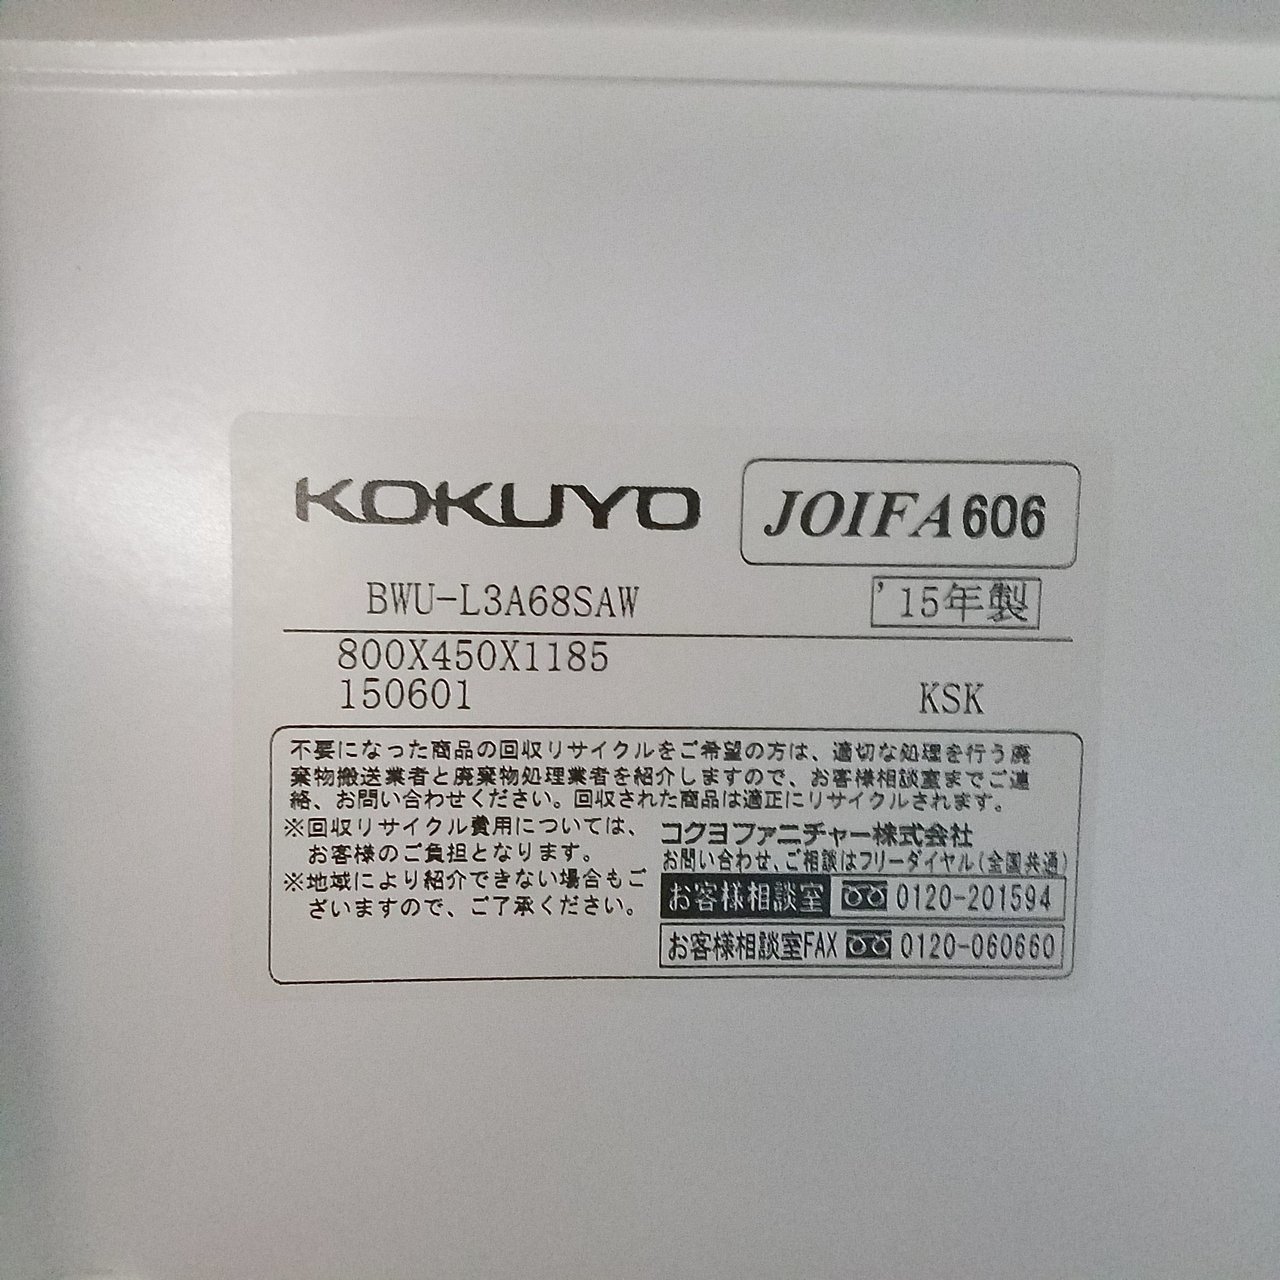 KOKUYO JOIFA606
BWU-L3A68SAW '15年製
800X450X1185
150601 KSK
不要になった商品の回収リサイクルをご希望の方は、適切な処理を行う廃
棄物搬送業者と廃棄物処理業者を紹介しますので、お客様相談室までご連
絡、お問い合わせください。回収された商品は適正にリサイクルされます。
※回収リサイクル費用については、
お客様のご負担となります。
※地域により紹介できない場合もご
ざいますので、ご了承ください。
コクヨファニチャー株式会社
お問い合わせ、ご相談はフリーダイヤル(全国共通)
お客様相談室 0120-201594
お客様相談室FAX 0120-060660